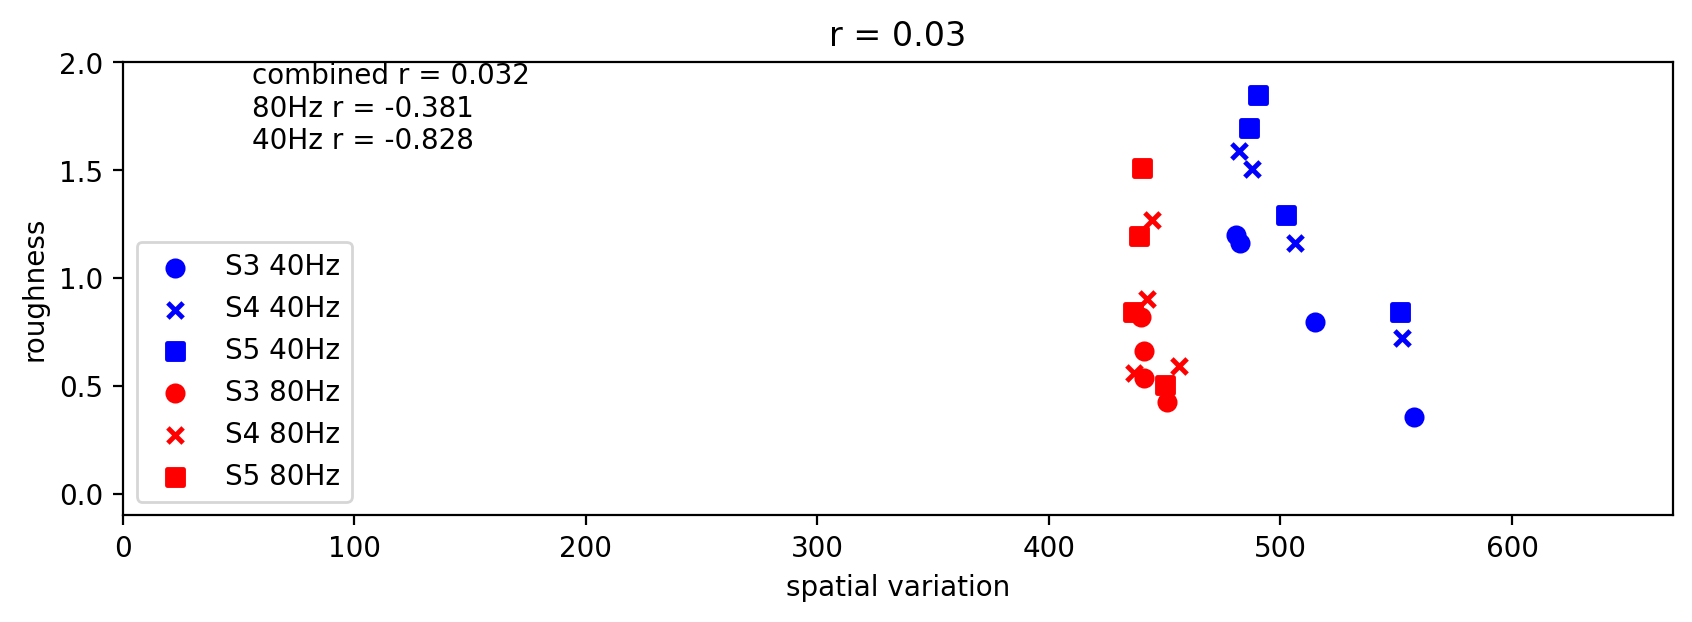 r = 0.03
combined r = 0.032
80Hz r = -0.381
40Hz r = -0.828
2.0
1.5
1.0
0.5
0.0
roughness
S3 40Hz
S4 40Hz
S5 40Hz
S3 80Hz
S4 80Hz
S5 80Hz
0 100 200 300 400 500 600
spatial variation